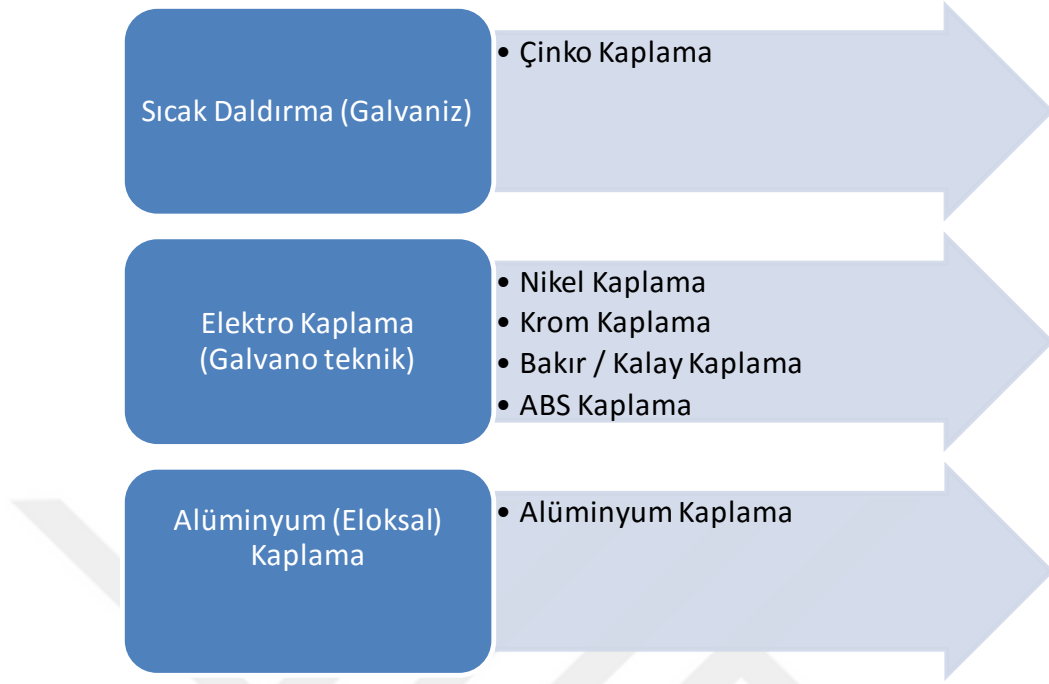 Sıcak Daldırma (Galvaniz)
• Çinko Kaplama
Elektro Kaplama
(Galvano teknik)
• Nikel Kaplama
• Krom Kaplama
• Bakır / Kalay Kaplama
• ABS Kaplama
Alüminyum (Eloksal)
Kaplama
• Alüminyum Kaplama